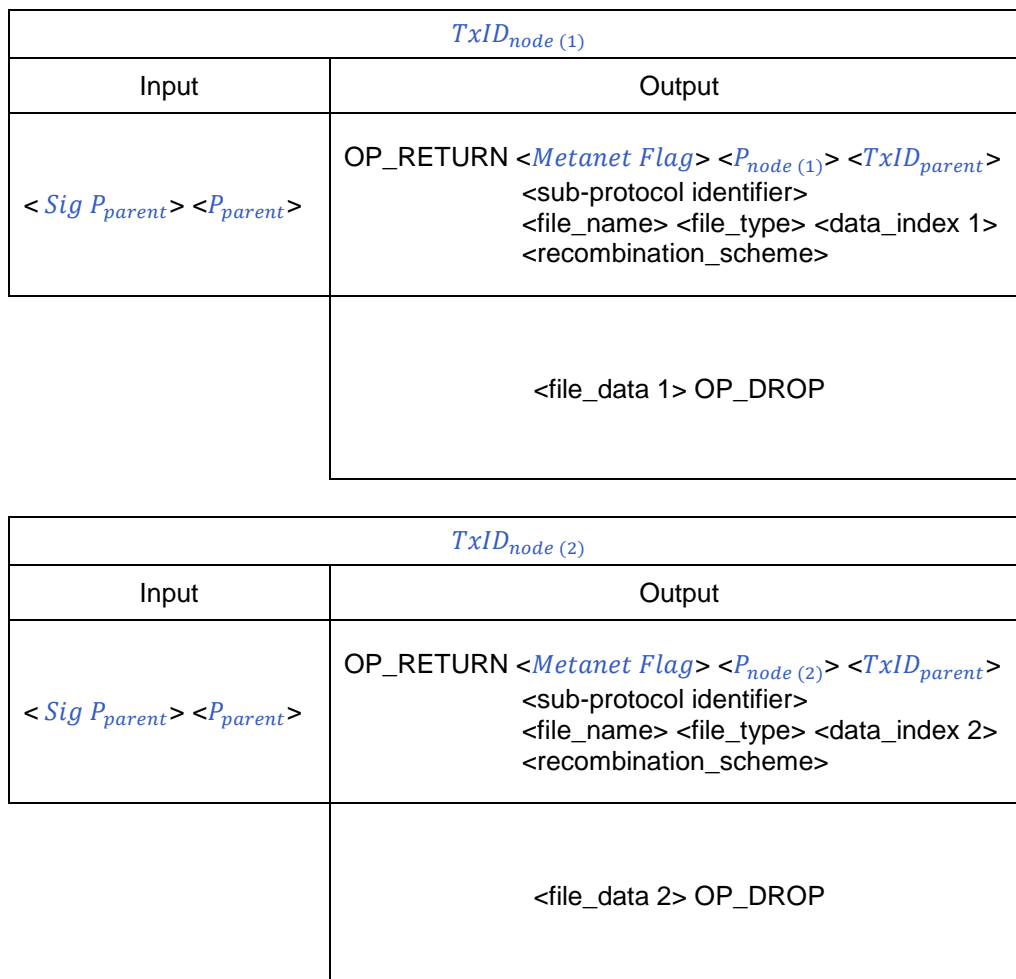 TxID_node (1)
Input Output
OP_RETURN <Metanet Flag> <P_node (1)> <TxID_parent>
<sub-protocol identifier>
< Sig P_parent> <P_parent>
<file_name> <file_type> <data_index 1>
<recombination_scheme>
<file_data 1> OP_DROP
TxID_node (2)
Input Output
OP_RETURN <Metanet Flag> <P_node (2)> <TxID_parent>
<sub-protocol identifier>
< Sig P_parent> <P_parent>
<file_name> <file_type> <data_index 2>
<recombination_scheme>
<file_data 2> OP_DROP